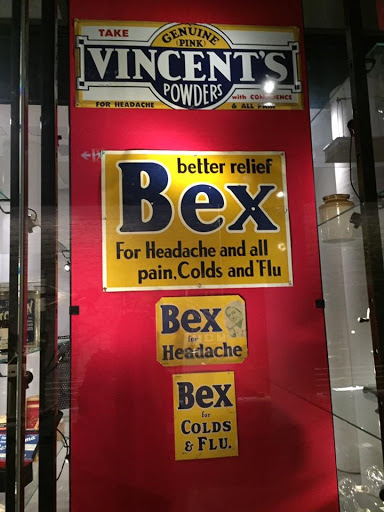 TAKE
GENUINE
(PINK)
VINCENT'S
POWDERS
with CONFIDENCE
FOR HEADACHE
& ALL PAIN
better relief
Bex
For Headache and all
pain, Colds and 'Flu
Bex
for
Headache
Bex
for
COLDS
& FLU.